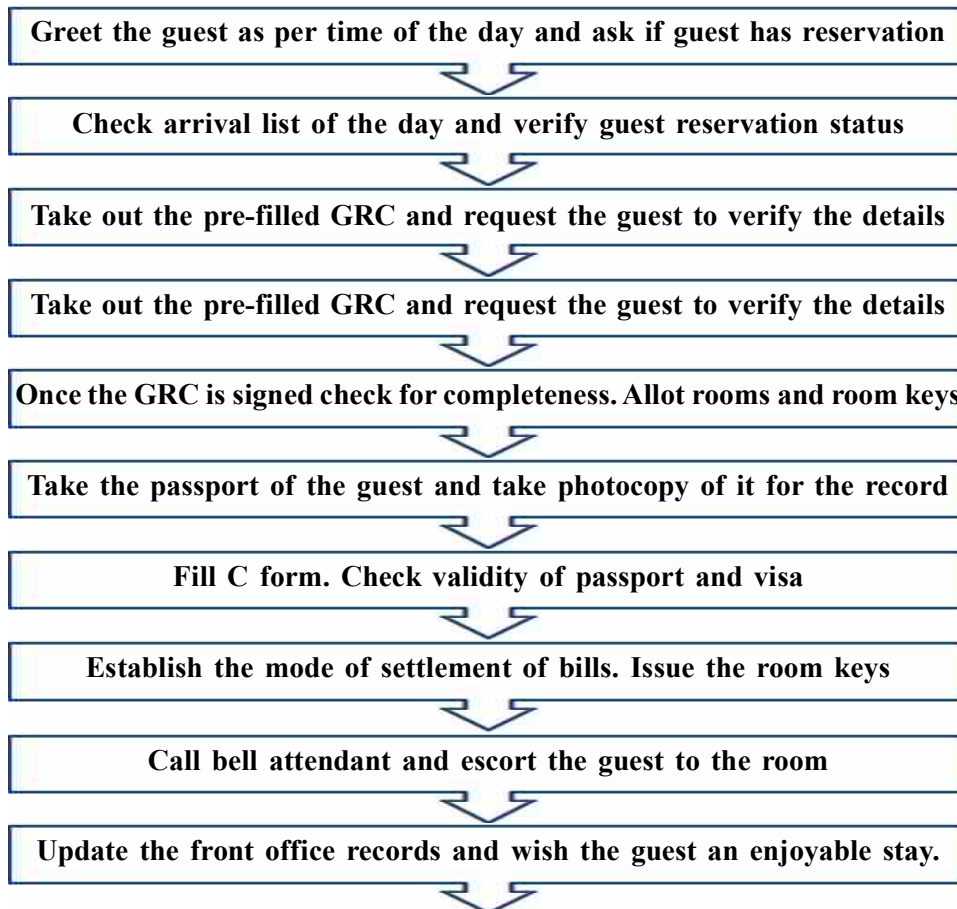 Greet the guest as per time of the day and ask if guest has reservation
Check arrival list of the day and verify guest reservation status
Take out the pre-filled GRC and request the guest to verify the details
Take out the pre-filled GRC and request the guest to verify the details
Once the GRC is signed check for completeness. Allot rooms and room keys
Take the passport of the guest and take photocopy of it for the record
Fill C form. Check validity of passport and visa
Establish the mode of settlement of bills. Issue the room keys
Call bell attendant and escort the guest to the room
Update the front office records and wish the guest an enjoyable stay.